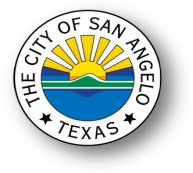 THE CITY OF SAN ANGELO
TEXAS